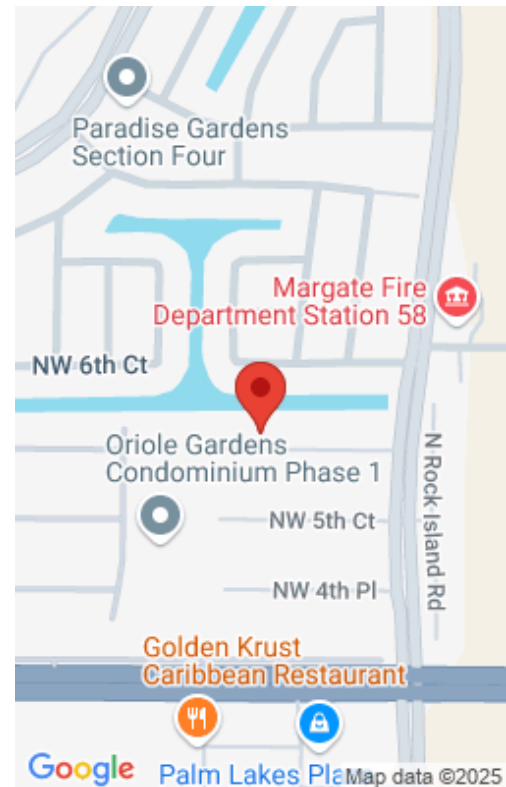 Paradise Gardens
Section Four
Margate Fire
Department Station 58
NW 6th Ct
Oriole Gardens
Condominium Phase 1
N Rock Island Rd
NW 5th Ct
NW 4th Pl
Golden Krust
Caribbean Restaurant
Google
Palm Lakes Pla
Map data ©2025